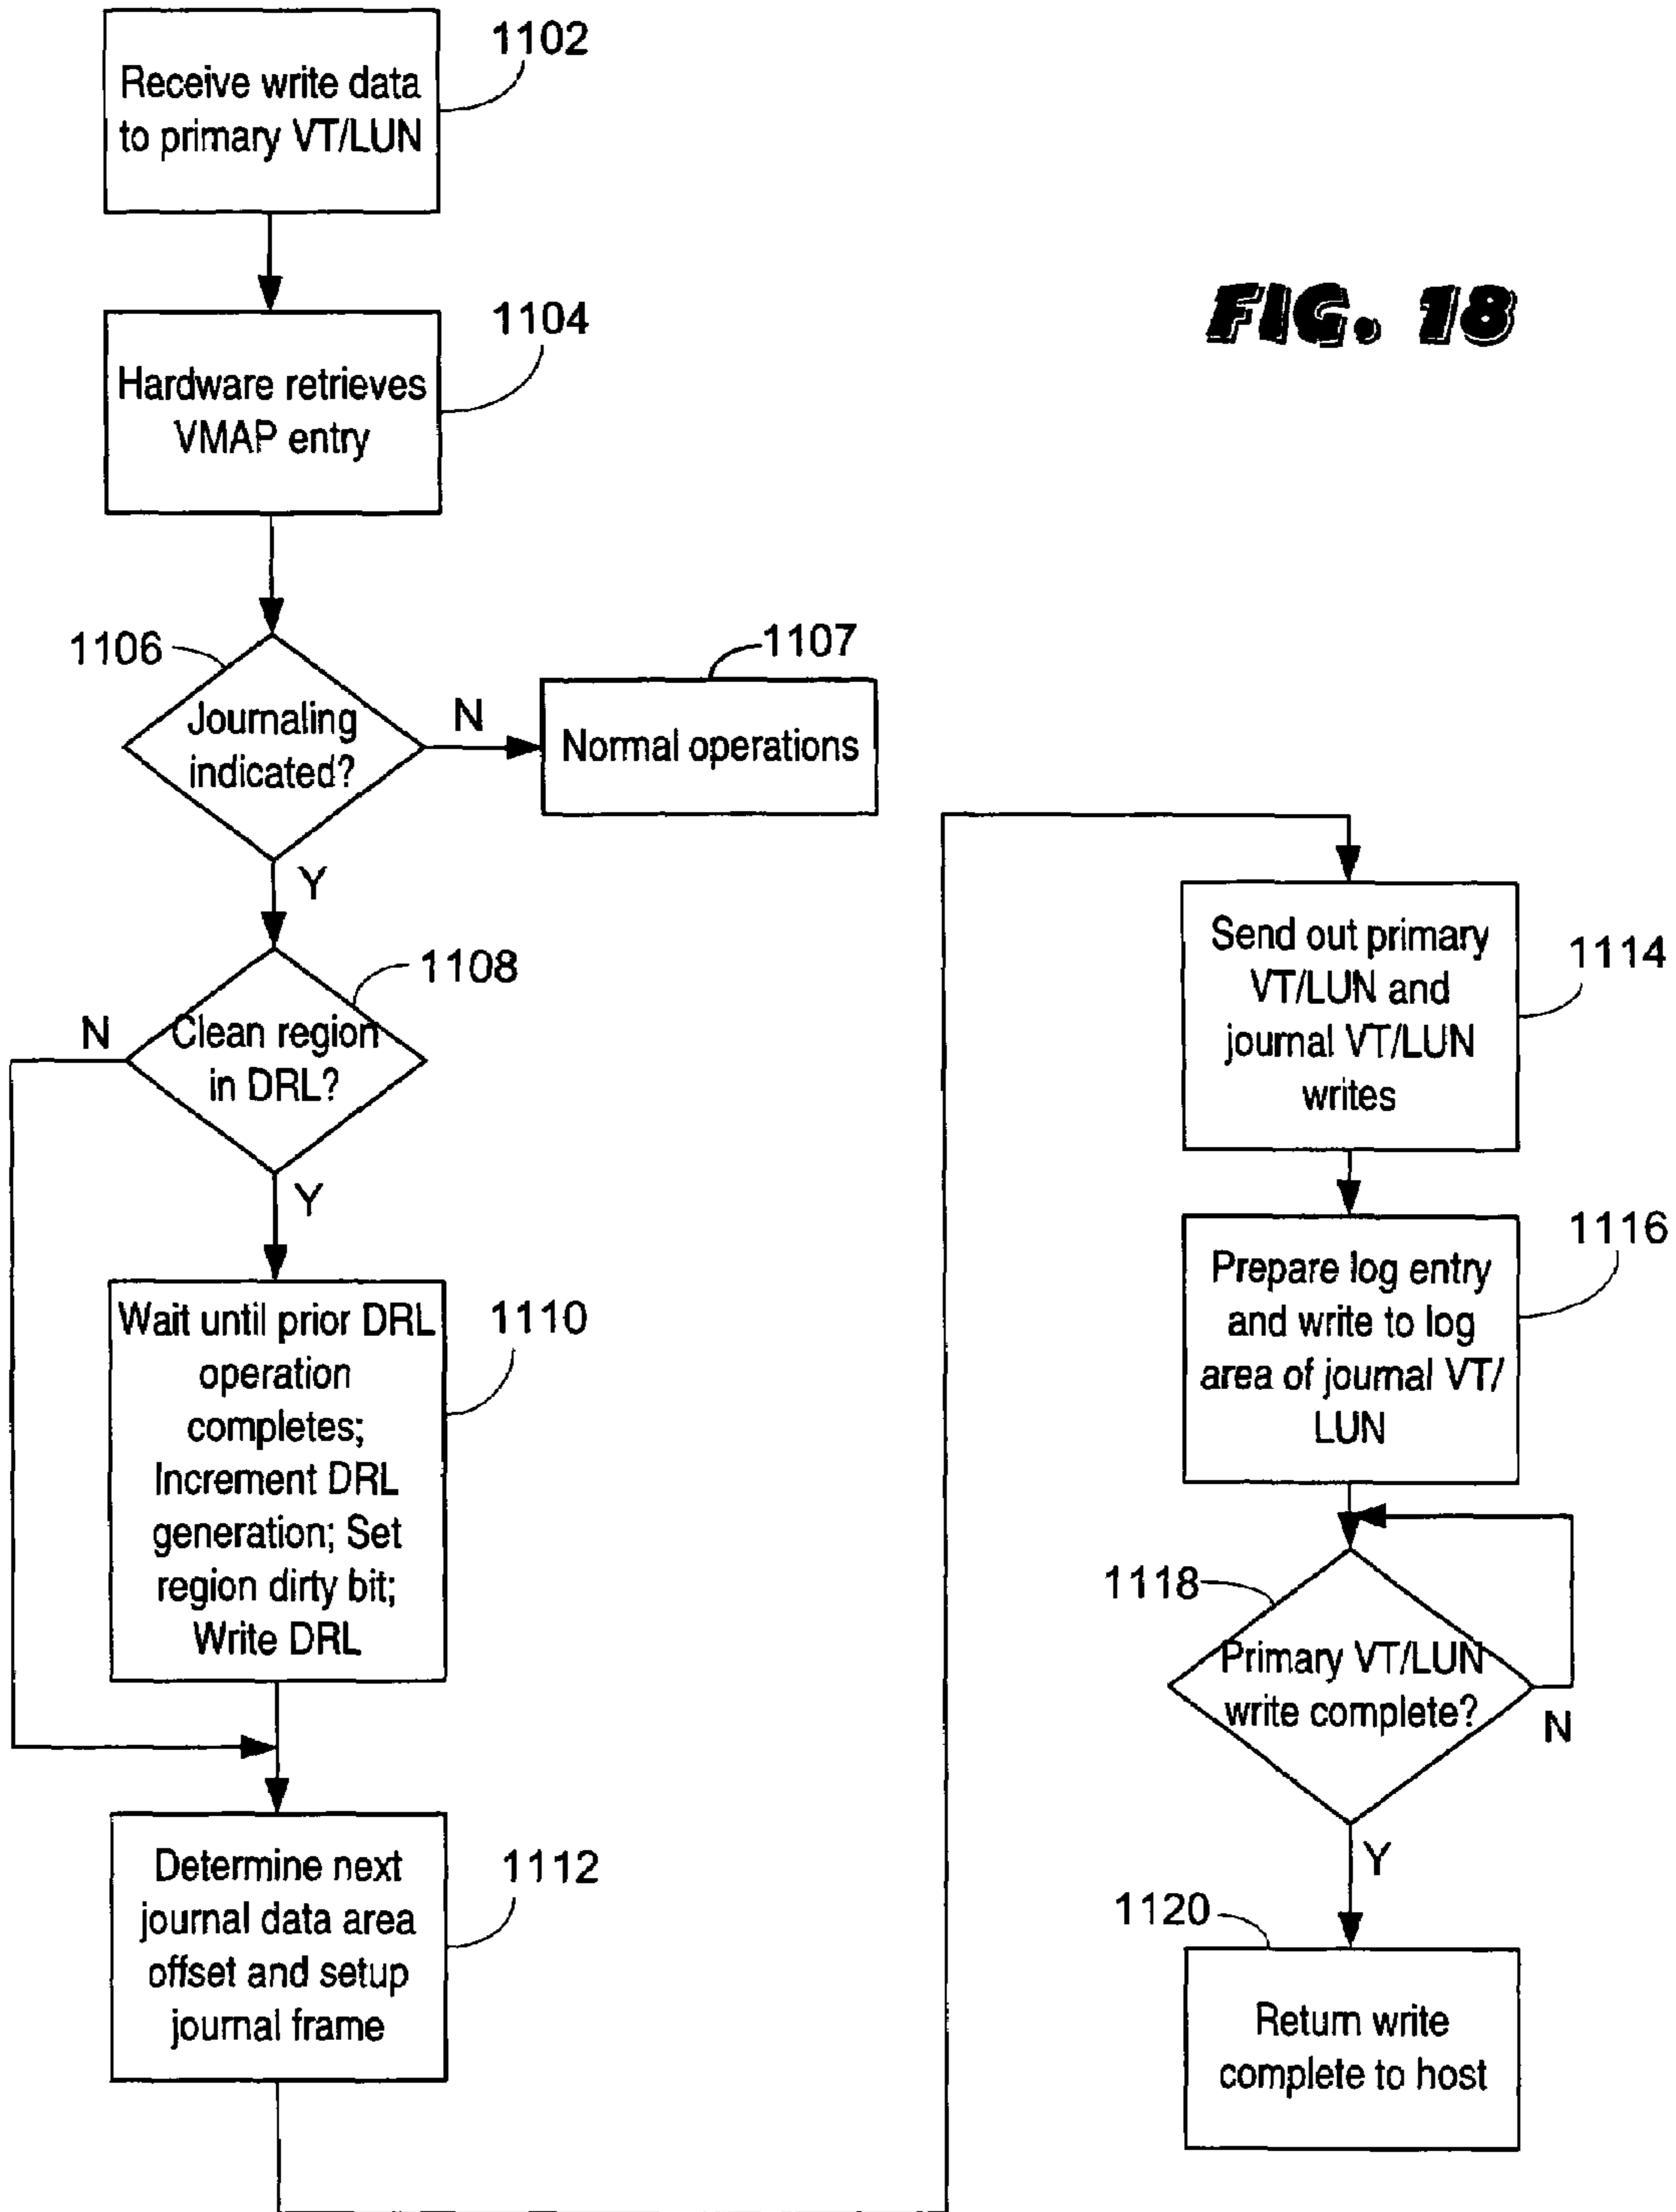 1102
Receive write data
to primary VT/LUN
1104
Hardware retrieves
VMAP entry
FIG. 18
1106
Journaling
indicated?
N
1107
Normal operations
Y
1108
N
Clean region
in DRL?
Y
Wait until prior DRL
operation
completes;
Increment DRL
generation; Set
region dirty bit;
Write DRL
1110
Determine next
journal data area
offset and setup
journal frame
1112
Send out primary
VT/LUN and
journal VT/LUN
writes
1114
Prepare log entry
and write to log
area of journal VT/
LUN
1116
1118
Primary VT/LUN
write complete?
N
Y
1120
Return write
complete to host